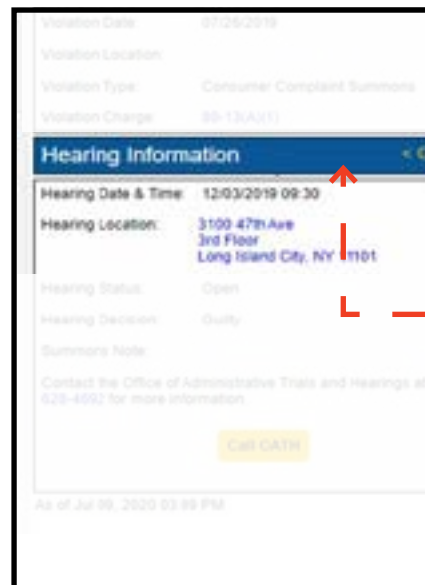 Violation Date: 07/26/2019
Violation Location:
Violation Type: Consumer Complaint Summons
Violation Charge:
Hearing Information
Hearing Date & Time: 12/03/2019 09:30
Hearing Location: 3100 47th Ave
3rd Floor
Long Island City, NY 11101
Hearing Status: Open
Hearing Decision: Guilty
Summons Note:
Contact the Office of Administrative Trials and Hearings at
for more information.
Call OATH
As of Jul 09, 2020 PM